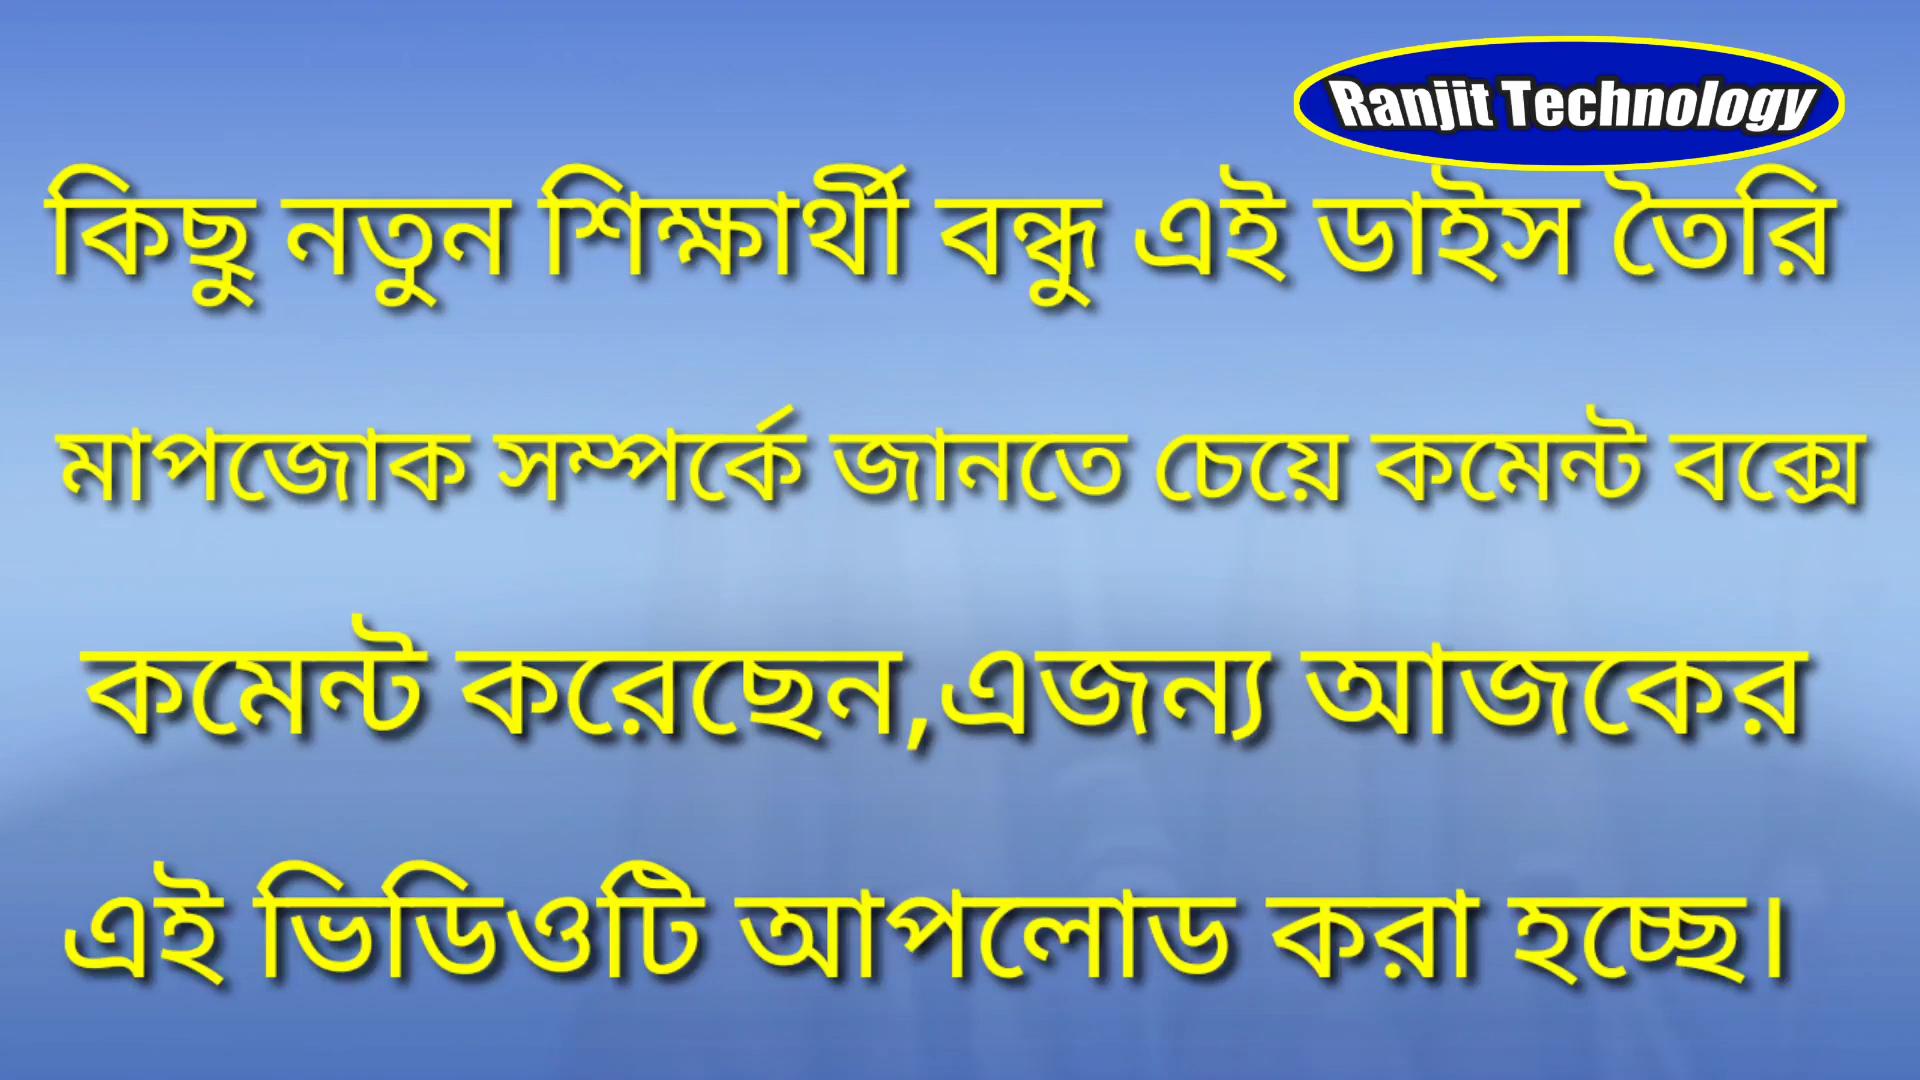 Ranjit Technology
কিছু নতুন শিক্ষার্থী বন্ধু এই ডাইস তৈরি
মাপজোক সম্পর্কে জানতে চেয়ে কমেন্ট বক্সে
কমেন্ট করেছেন,এজন্য আজকের
এই ভিডিওটি আপলোড করা হচ্ছে।